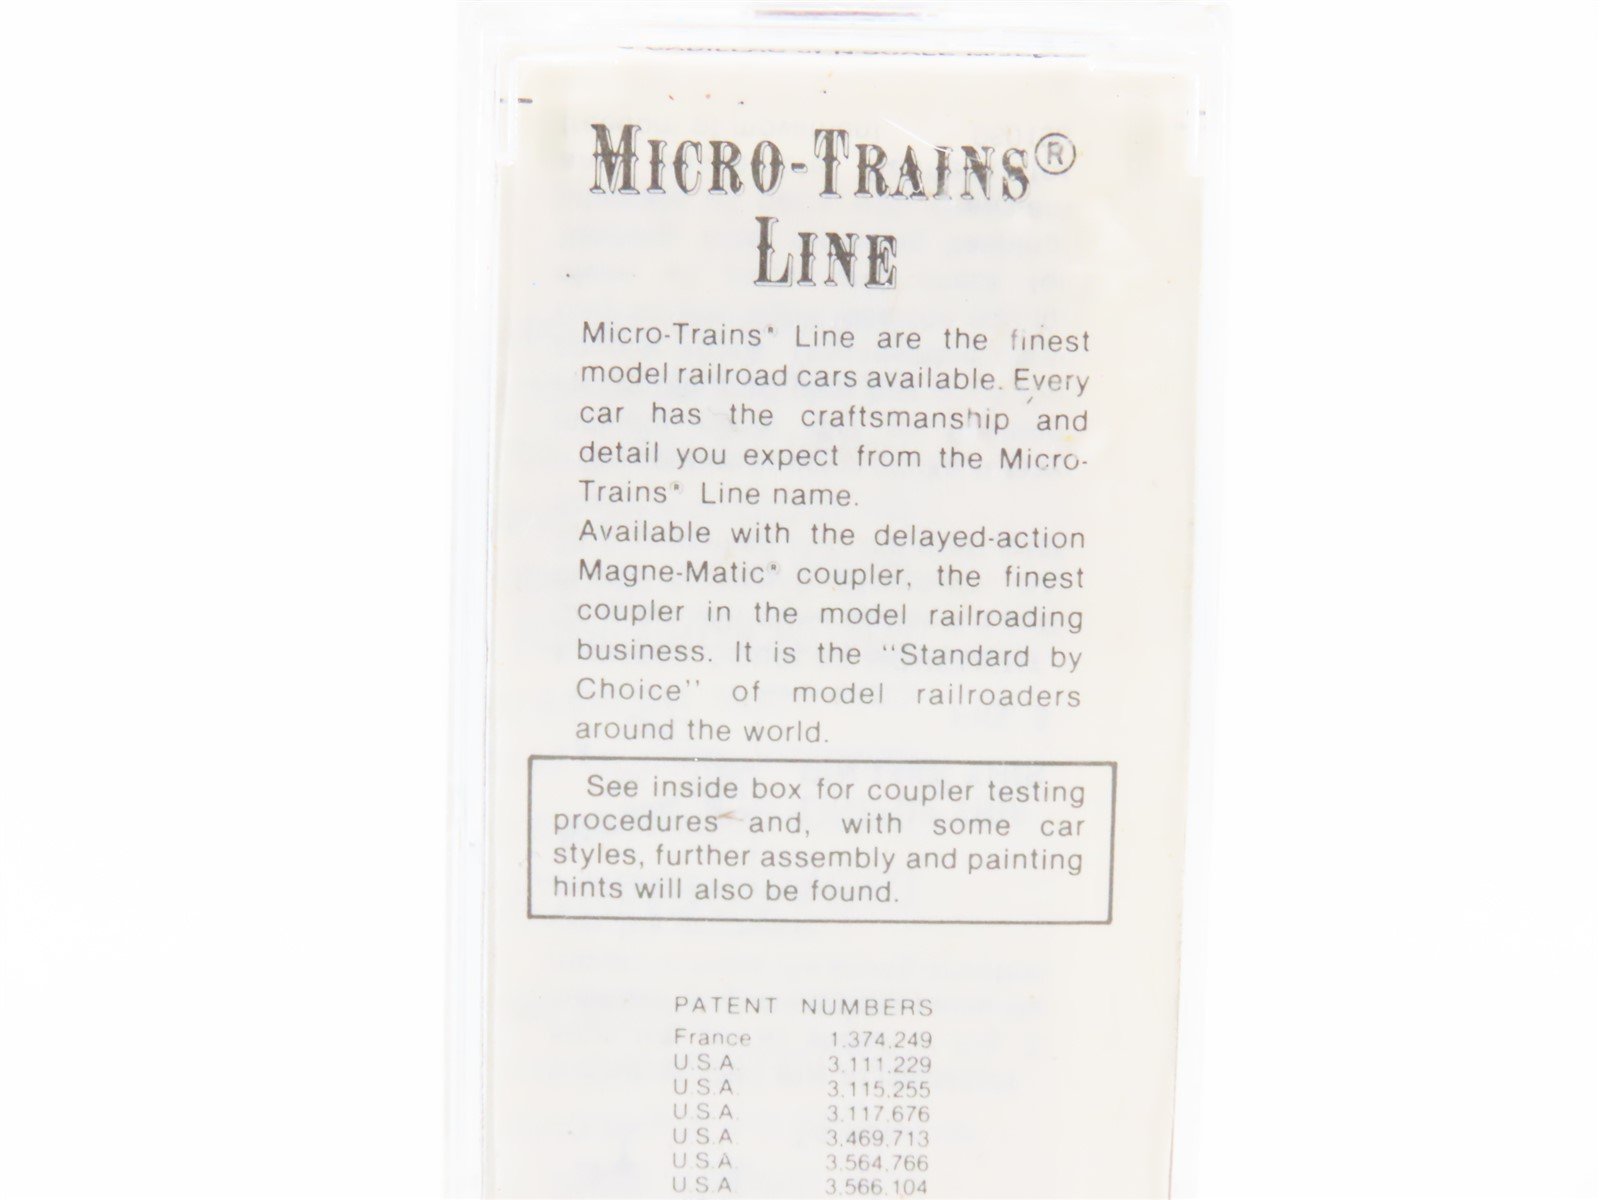 MICRO-TRAINS®
LINE
Micro-Trains® Line are the finest
model railroad cars available. Every
car has the craftsmanship and
detail you expect from the Micro-
Trains® Line name.
Available with the delayed-action
Magne-Matic® coupler, the finest
coupler in the model railroading
business. It is the "Standard by
Choice" of model railroaders
around the world.
See inside box for coupler testing
procedures and, with some car
styles, further assembly and painting
hints will also be found.
PATENT NUMBERS
France 1,374,249
U.S.A. 3,111,229
U.S.A. 3,115,255
U.S.A. 3,117,676
U.S.A. 3,469,713
U.S.A. 3,564,766
U.S.A. 3,566,104